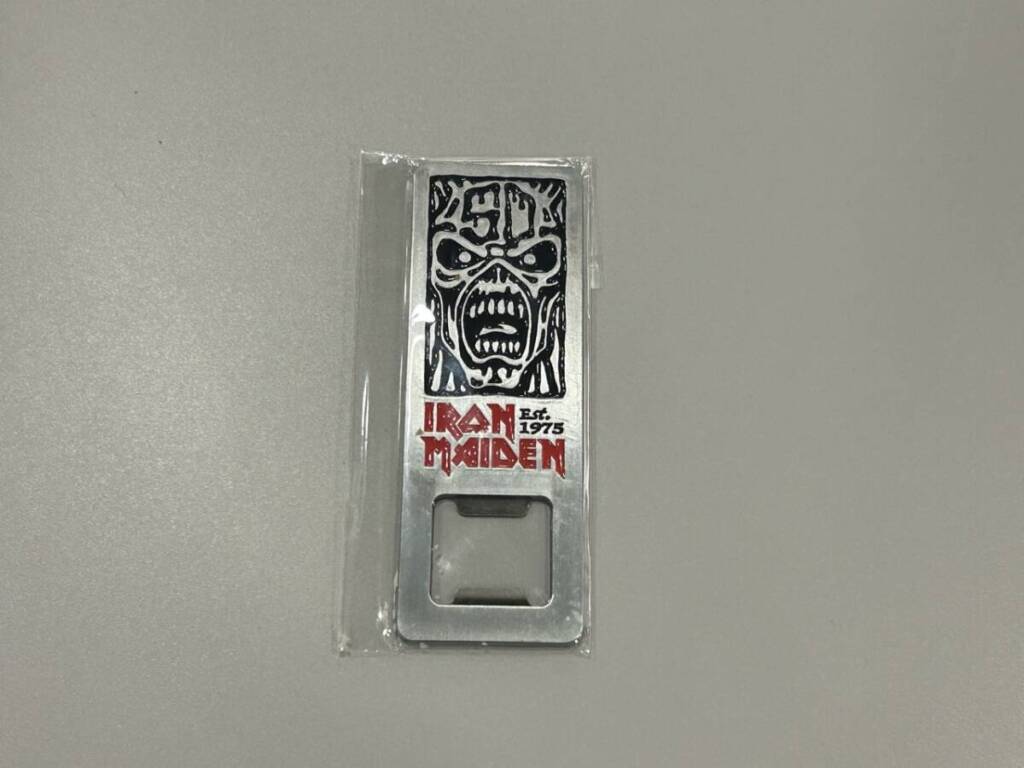 50
IRON Est.
MAIDEN 1975